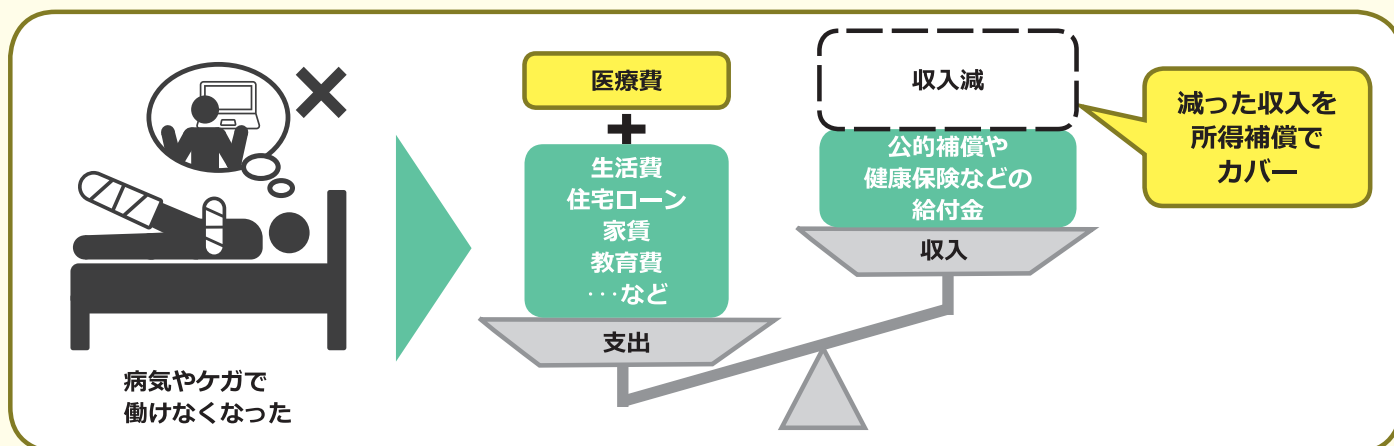 病気やケガで
働けなくなった
医療費
+
生活費
住宅ローン
家賃
教育費
･･･など
支出
収入減
公的補償や
健康保険などの
給付金
収入
減った収入を
所得補償で
カバー